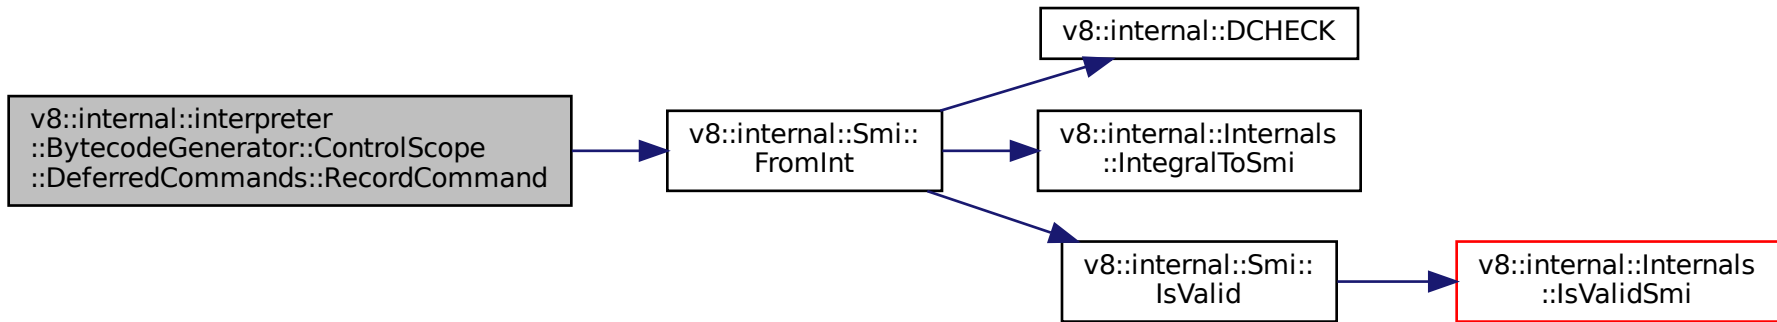 v8::internal::interpreter
::BytecodeGenerator::ControlScope
::DeferredCommands::RecordCommand
v8::internal::Smi::
FromInt
v8::internal::DCHECK
v8::internal::Internals
::IntegralToSmi
v8::internal::Smi::
IsValid
v8::internal::Internals
::IsValidSmi